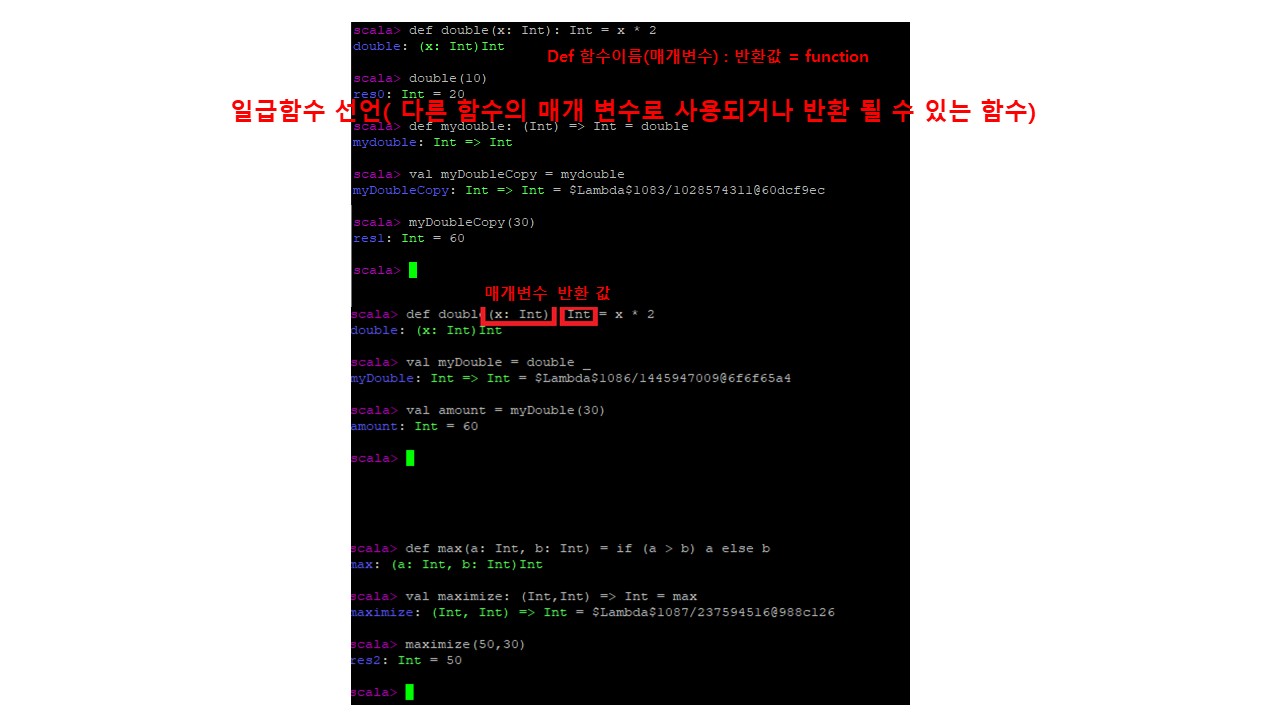 scala> def double(x: Int): Int = x * 2
double: (x: Int)Int
Def 함수이름(매개변수) : 반환값 = function
scala> double(10)
res0: Int = 20
일급함수 선언( 다른 함수의 매개 변수로 사용되거나 반환 될 수 있는 함수)
scala> def mydouble: (Int) => Int = double
mydouble: Int => Int
scala> val myDoubleCopy = mydouble
myDoubleCopy: Int => Int = $Lambda$1083/1028574311@60dcf9ec
scala> myDoubleCopy(30)
res1: Int = 60
scala>
매개변수 반환 값
scala> def double(x: Int) Int = x * 2
double: (x: Int)Int
scala> val myDouble = double _
myDouble: Int => Int = $Lambda$1086/1445947009@6f6f65a4
scala> val amount = myDouble(30)
amount: Int = 60
scala>
scala> def max(a: Int, b: Int) = if (a > b) a else b
max: (a: Int, b: Int)Int
scala> val maximize: (Int,Int) => Int = max
maximize: (Int, Int) => Int = $Lambda$1087/237594516@988c126
scala> maximize(50,30)
res2: Int = 50
scala>